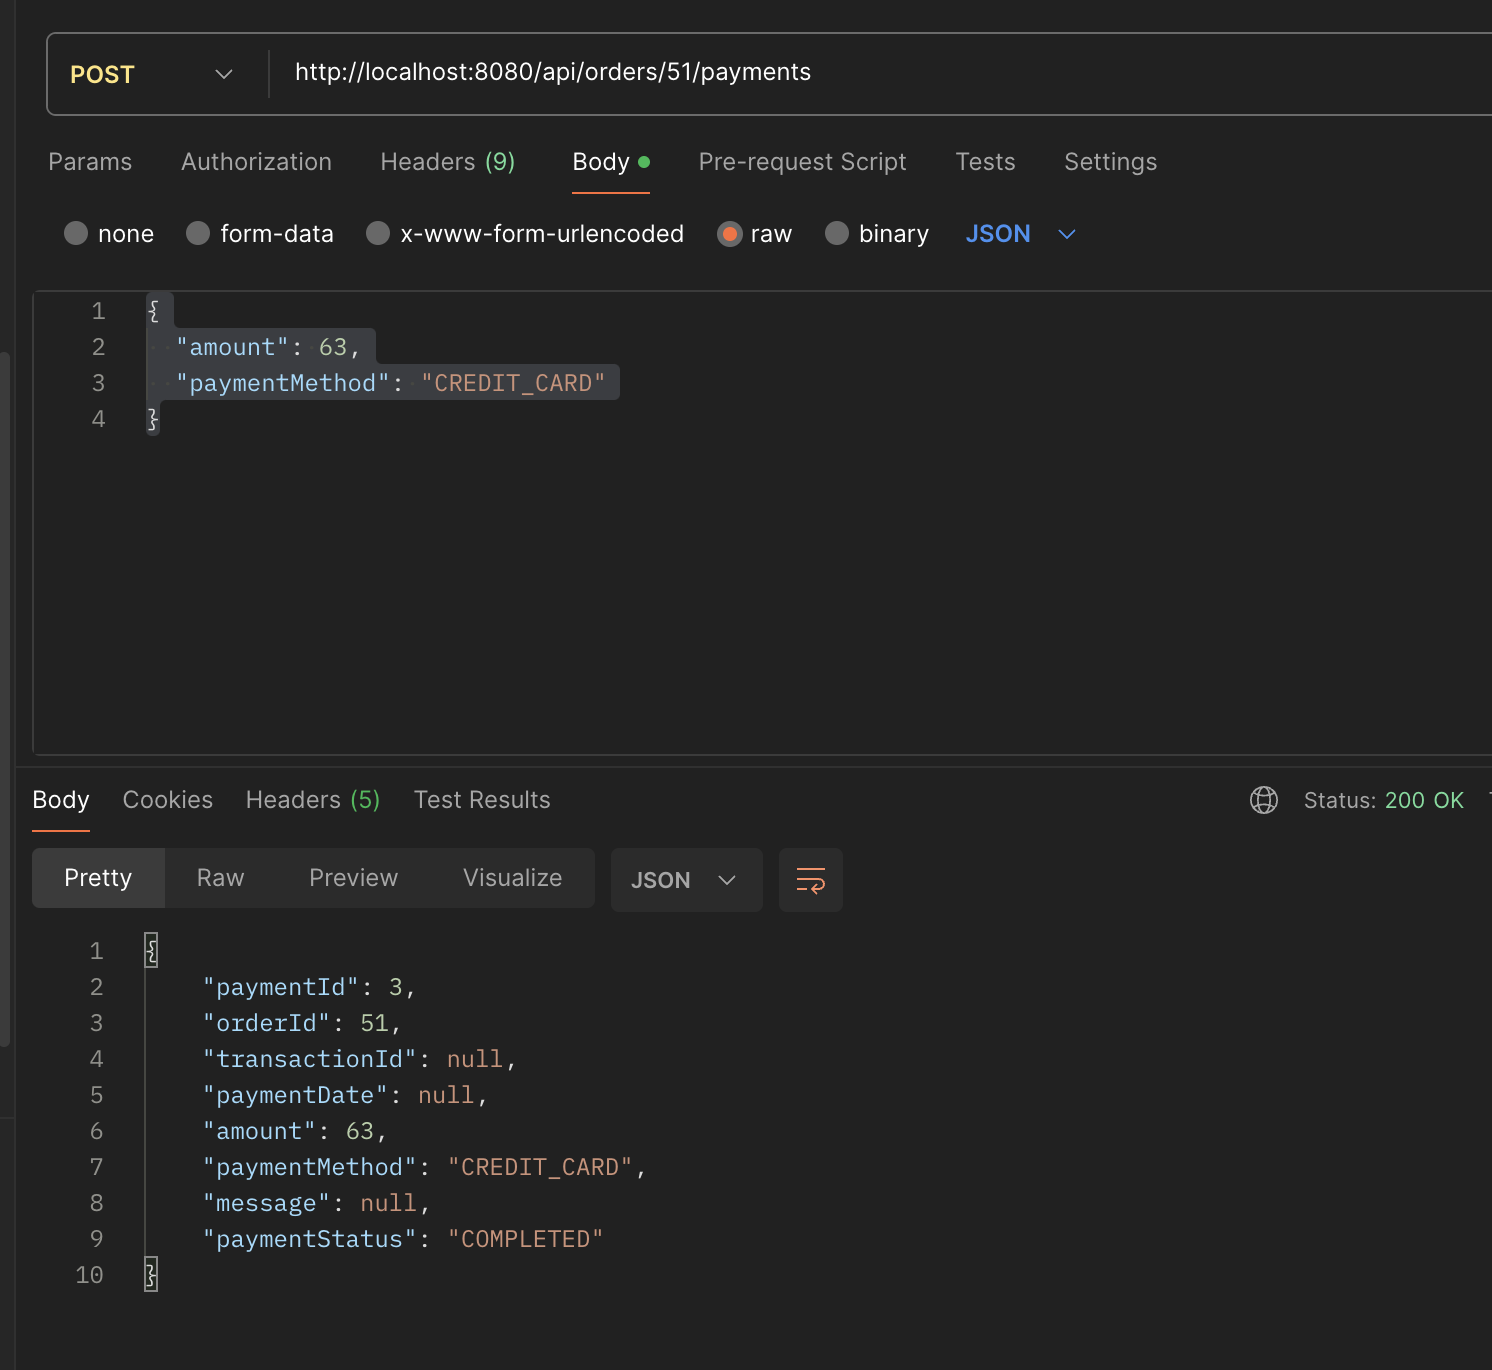 POST http://localhost:8080/api/orders/51/payments
Params Authorization Headers (9) Body Pre-request Script Tests Settings
none form-data x-www-form-urlencoded raw binary JSON
1 {
2 "amount": 63,
3 "paymentMethod": "CREDIT_CARD"
4 }
Body Cookies Headers (5) Test Results Status: 200 OK
Pretty Raw Preview Visualize JSON
1 {
2 "paymentId": 3,
3 "orderId": 51,
4 "transactionId": null,
5 "paymentDate": null,
6 "amount": 63,
7 "paymentMethod": "CREDIT_CARD",
8 "message": null,
9 "paymentStatus": "COMPLETED"
10 }